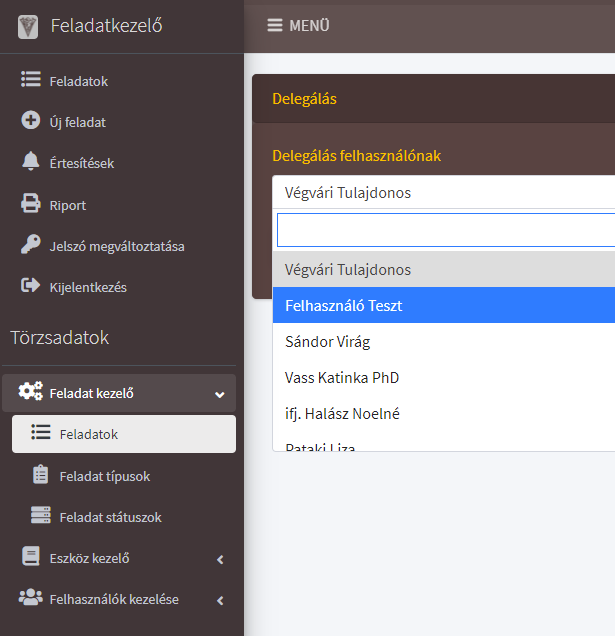 Feladatkezelő
Feladatok
Új feladat
Értesítések
Riport
Jelszó megváltoztatása
Kijelentkezés
Törzsadatok
Feladat kezelő
Feladatok
Feladat típusok
Feladat státuszok
Eszköz kezelő
Felhasználók kezelése
MENÜ
Delegálás
Delegálás felhasználónak
Végvári Tulajdonos
Végvári Tulajdonos
Felhasználó Teszt
Sándor Virág
Vass Katinka PhD
ifj. Halász Noelné
Pataki Liza